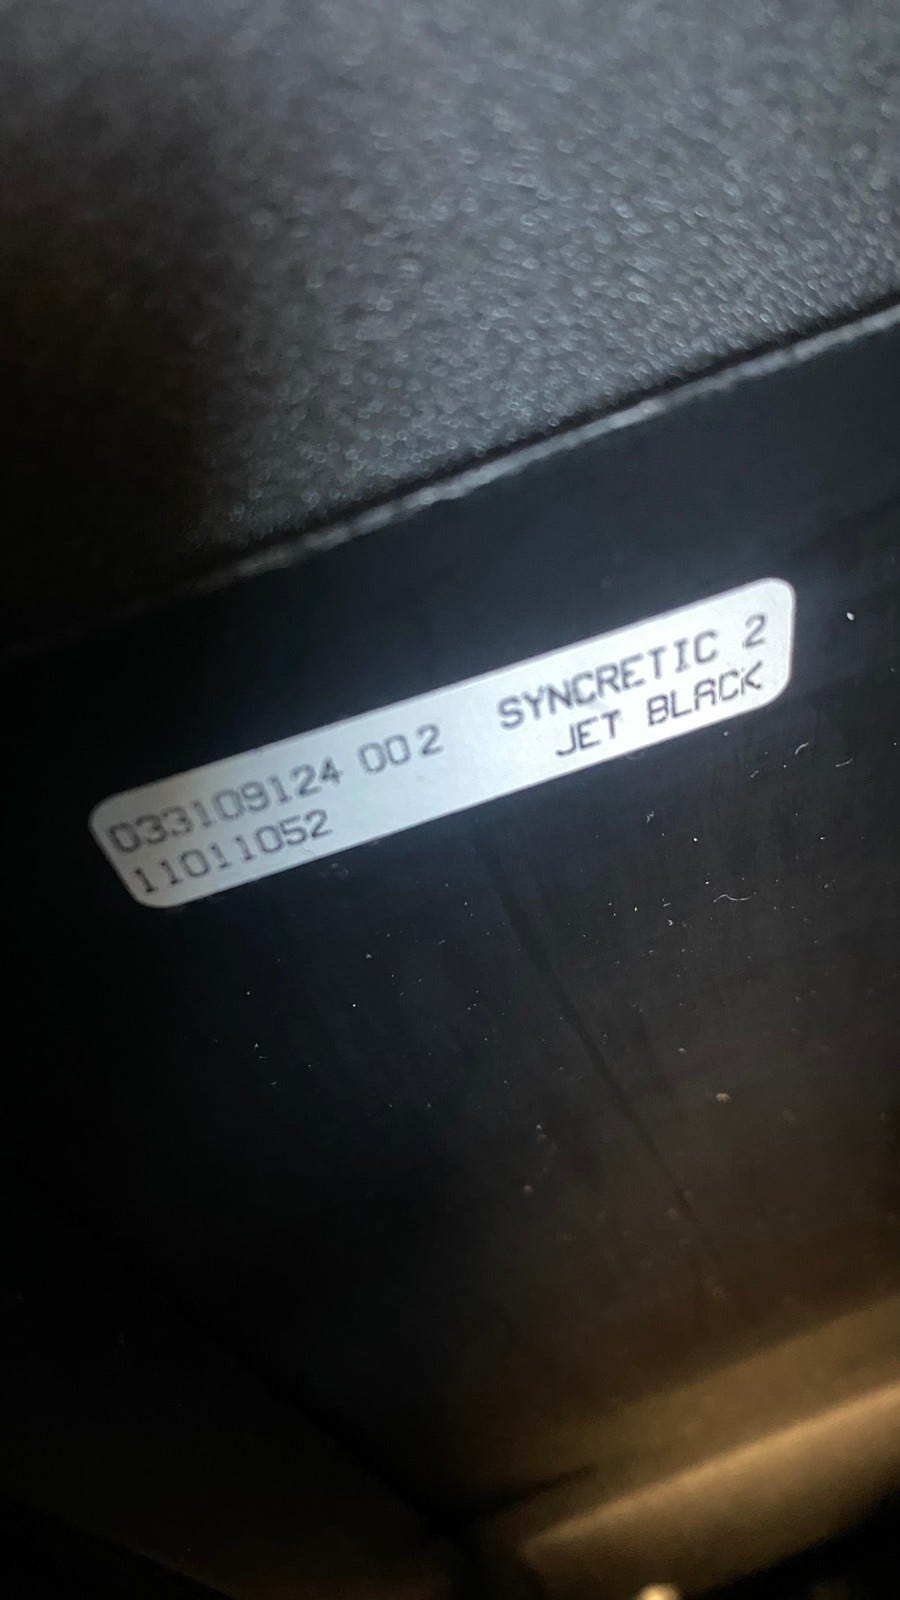 033109124 002 SYNCRETIC 2
11011052 JET BLACK